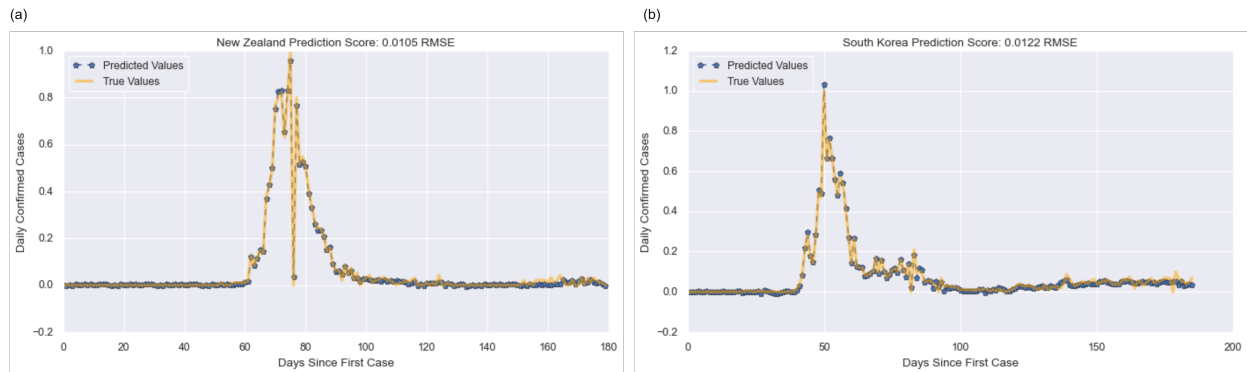 (a)
New Zealand Prediction Score: 0.0105 RMSE
Predicted Values
True Values
Daily Confirmed Cases
1.0
0.8
0.6
0.4
0.2
0.0
−0.2
0 20 40 60 80 100 120 140 160 180
Days Since First Case
(b)
South Korea Prediction Score: 0.0122 RMSE
Predicted Values
True Values
Daily Confirmed Cases
1.2
1.0
0.8
0.6
0.4
0.2
0.0
−0.2
0 50 100 150 200
Days Since First Case